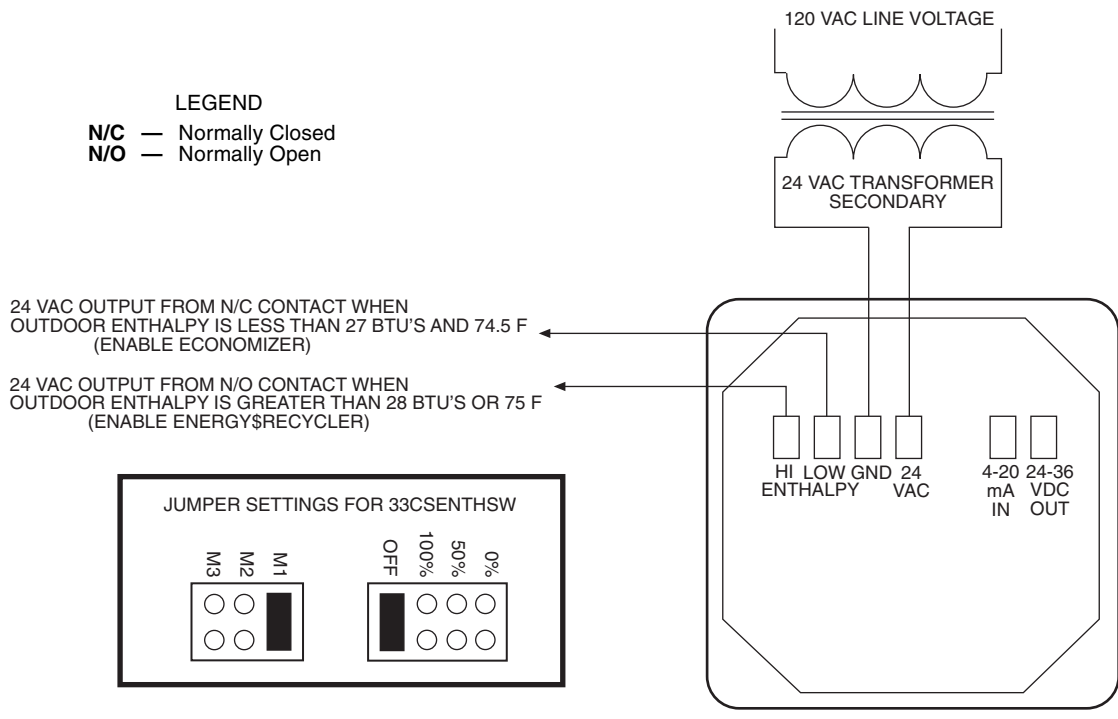 120 VAC LINE VOLTAGE
LEGEND
N/C — Normally Closed
N/O — Normally Open
24 VAC TRANSFORMER
SECONDARY
24 VAC OUTPUT FROM N/C CONTACT WHEN
OUTDOOR ENTHALPY IS LESS THAN 27 BTU'S AND 74.5 F
(ENABLE ECONOMIZER)
24 VAC OUTPUT FROM N/O CONTACT WHEN
OUTDOOR ENTHALPY IS GREATER THAN 28 BTU'S OR 75 F
(ENABLE ENERGY$RECYCLER)
HI LOW GND 24 4-20 24-36
ENTHALPY VAC mA VDC
IN OUT
JUMPER SETTINGS FOR 33CSENTHSW
M3 M2 M1 OFF 100% 50% 0%